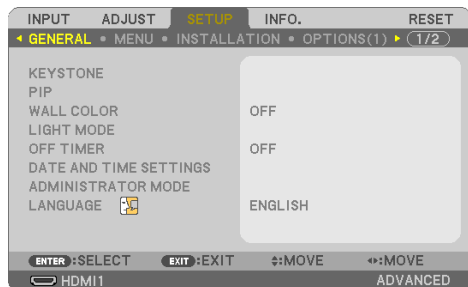 INPUT ADJUST SETUP INFO. RESET
GENERAL • MENU • INSTALLATION • OPTIONS(1) 1/2
KEYSTONE
PIP
WALL COLOR OFF
LIGHT MODE
OFF TIMER OFF
DATE AND TIME SETTINGS
ADMINISTRATOR MODE
LANGUAGE ENGLISH
ENTER:SELECT EXIT:EXIT :MOVE :MOVE
HDMI1 ADVANCED